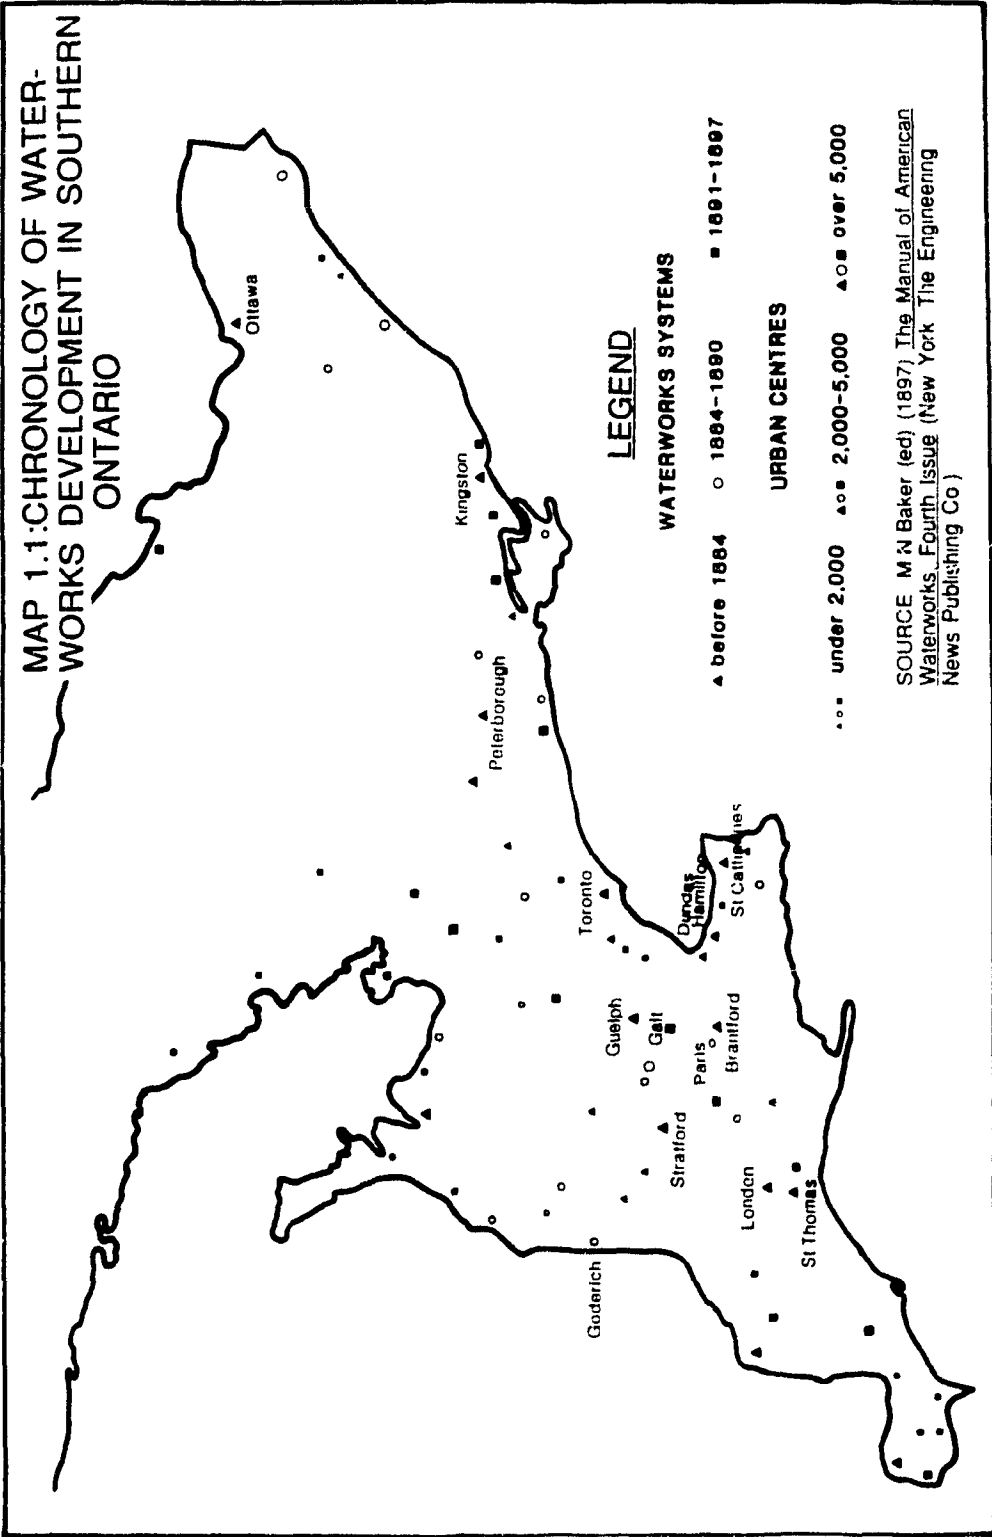 MAP 1.1:CHRONOLOGY OF WATER-
WORKS DEVELOPMENT IN SOUTHERN
ONTARIO
Ottawa
Kingston
Peterborough
Toronto
Dundas
Hamilton
St Catharines
Guelph
Galt
Paris
Brantford
Stratford
London
St Thomas
Goderich
LEGEND
WATERWORKS SYSTEMS
before 1884 1884-1890 1891-1897
URBAN CENTRES
under 2,000 2,000-5,000 over 5,000
SOURCE M N Baker (ed) (1897) The Manual of American
Waterworks, Fourth Issue (New York The Engineering
News Publishing Co)